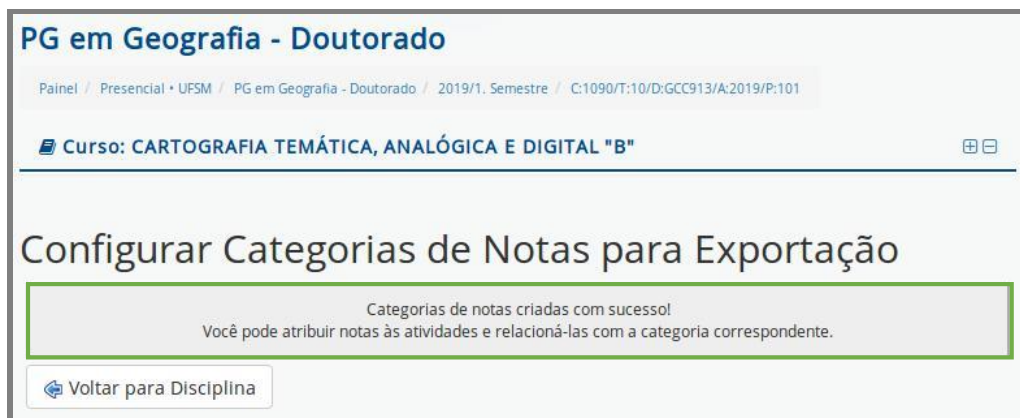 PG em Geografia - Doutorado
Painel / Presencial • UFSM / PG em Geografia - Doutorado / 2019/1. Semestre / C:1090/T:10/D:GCC913/A:2019/P:101
Curso: CARTOGRAFIA TEMÁTICA, ANALÓGICA E DIGITAL "B"
Configurar Categorias de Notas para Exportação
Categorias de notas criadas com sucesso!
Você pode atribuir notas às atividades e relacioná-las com a categoria correspondente.
Voltar para Disciplina